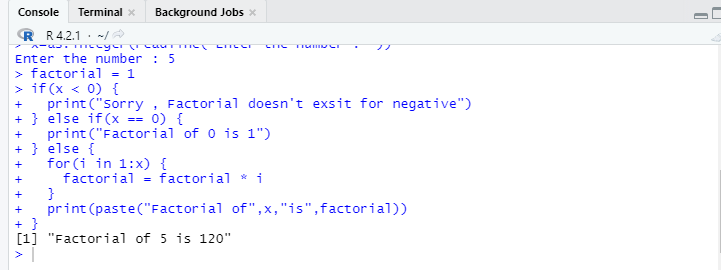 Console Terminal × Background Jobs ×
R 4.2.1 · ~/
> x=as.integer(readline("Enter the number : "))
Enter the number : 5
> factorial = 1
> if(x < 0) {
+ print("Sorry , Factorial doesn't exsit for negative")
+ } else if(x == 0) {
+ print("Factorial of 0 is 1")
+ } else {
+ for(i in 1:x) {
+ factorial = factorial * i
+ }
+ print(paste("Factorial of",x,"is",factorial))
+ }
[1] "Factorial of 5 is 120"
>